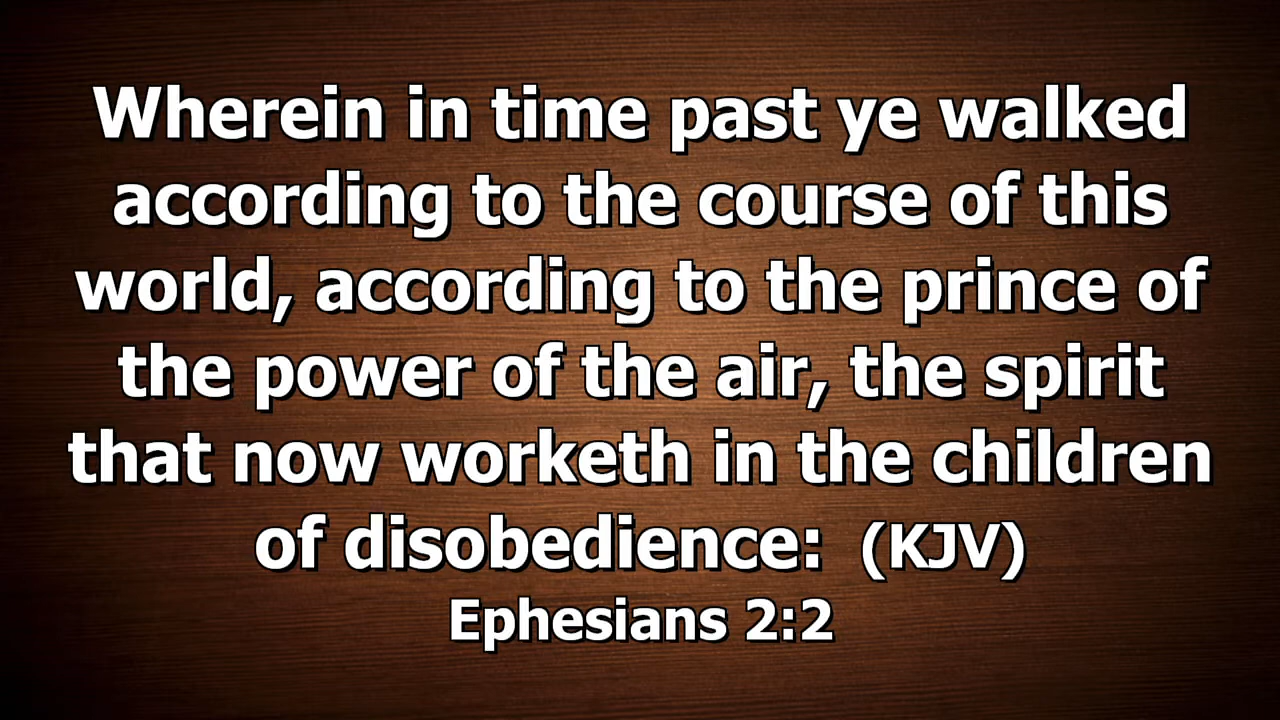 Wherein in time past ye walked
according to the course of this
world, according to the prince of
the power of the air, the spirit
that now worketh in the children
of disobedience: (KJV)
Ephesians 2:2